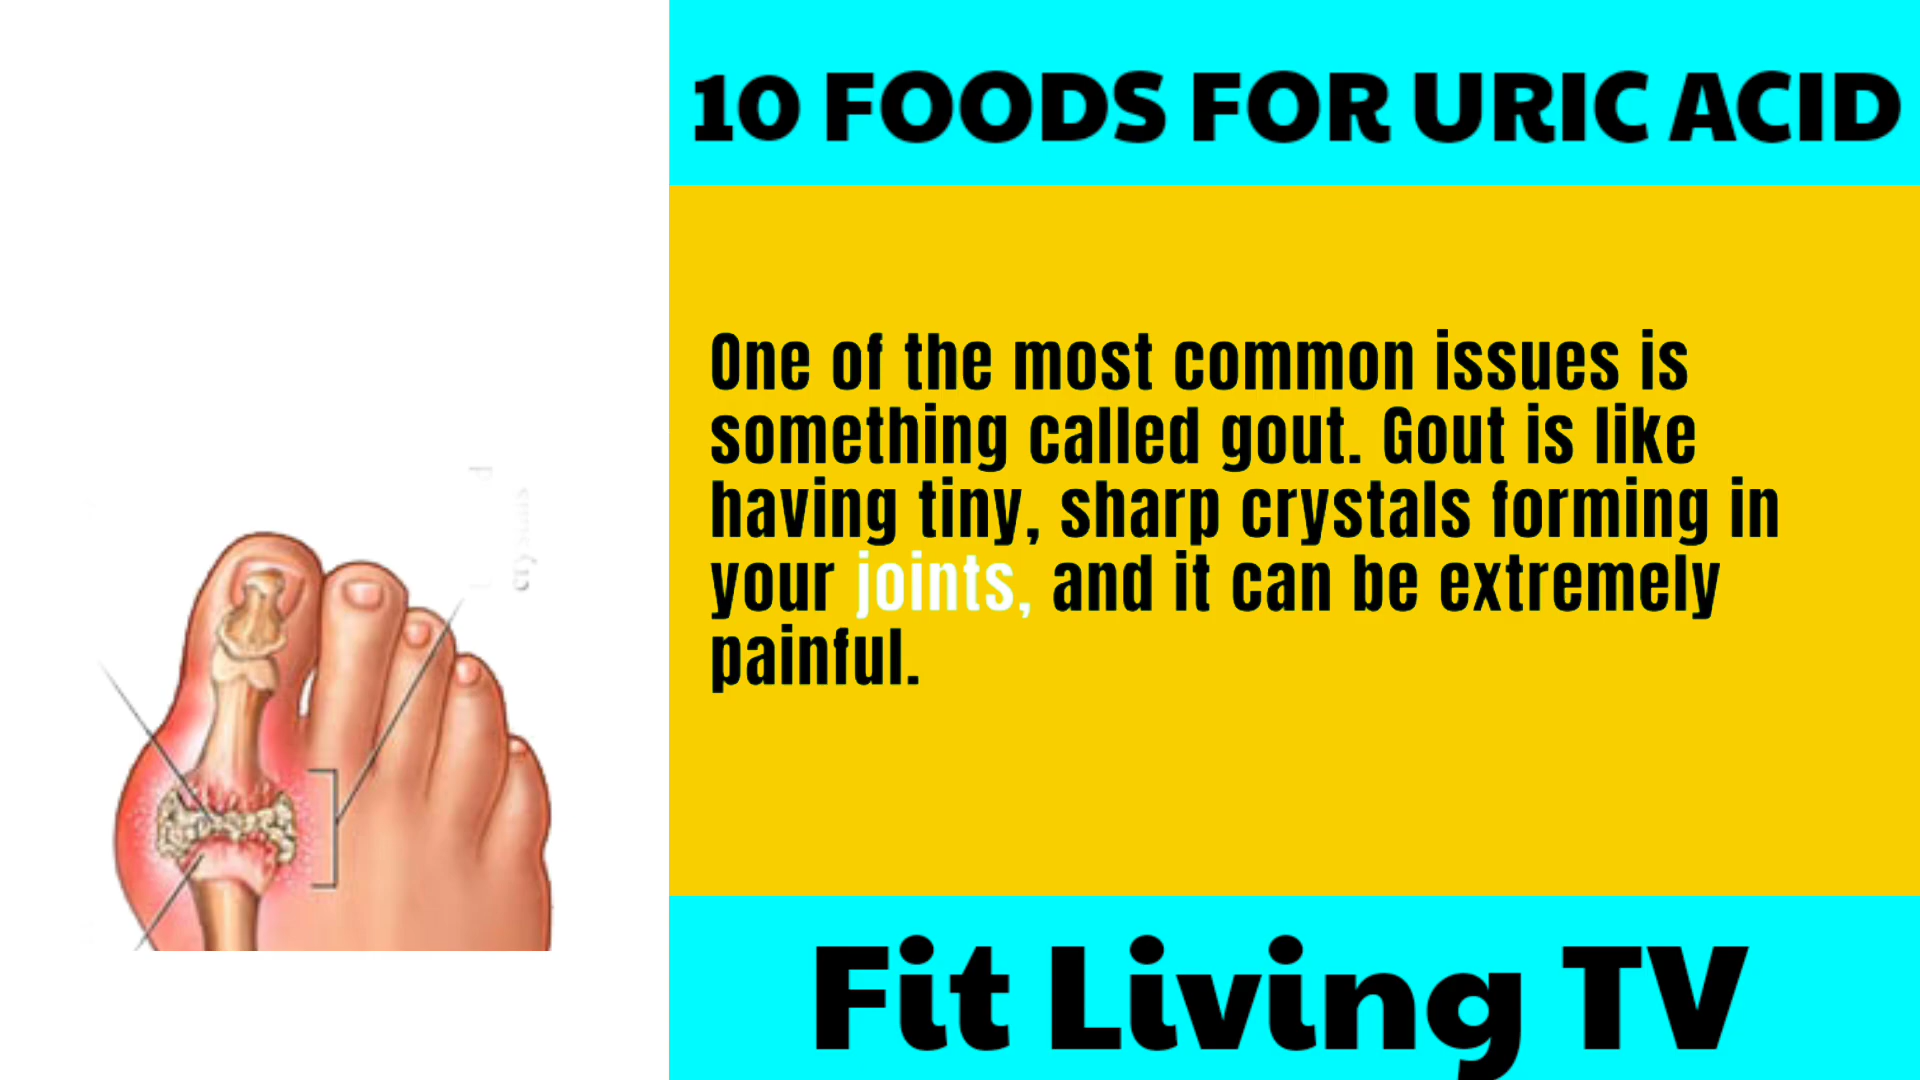 10 FOODS FOR URIC ACID
One of the most common issues is
something called gout. Gout is like
having tiny, sharp crystals forming in
your joints, and it can be extremely
painful.
Fit Living TV